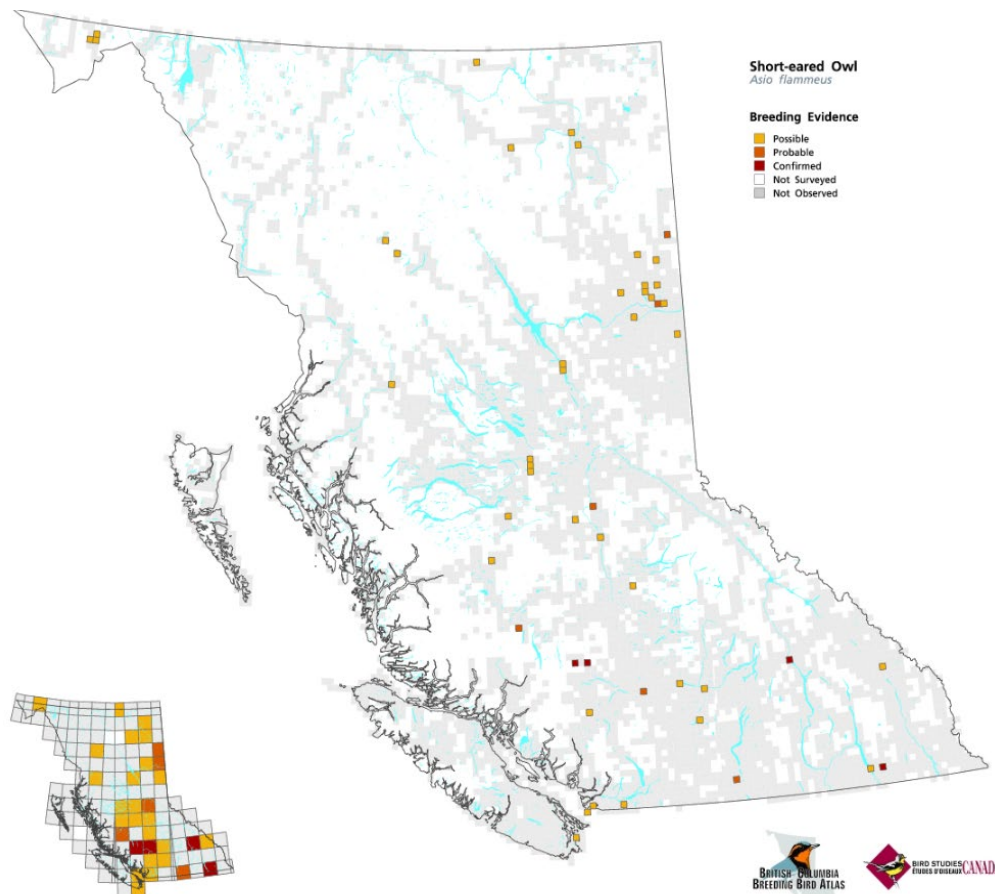 Short-eared Owl
Asio flammeus
Breeding Evidence
Possible
Probable
Confirmed
Not Surveyed
Not Observed
BRITISH COLUMBIA
BREEDING BIRD ATLAS
BIRD STUDIES
ÉTUDES D'OISEAUX CANADA